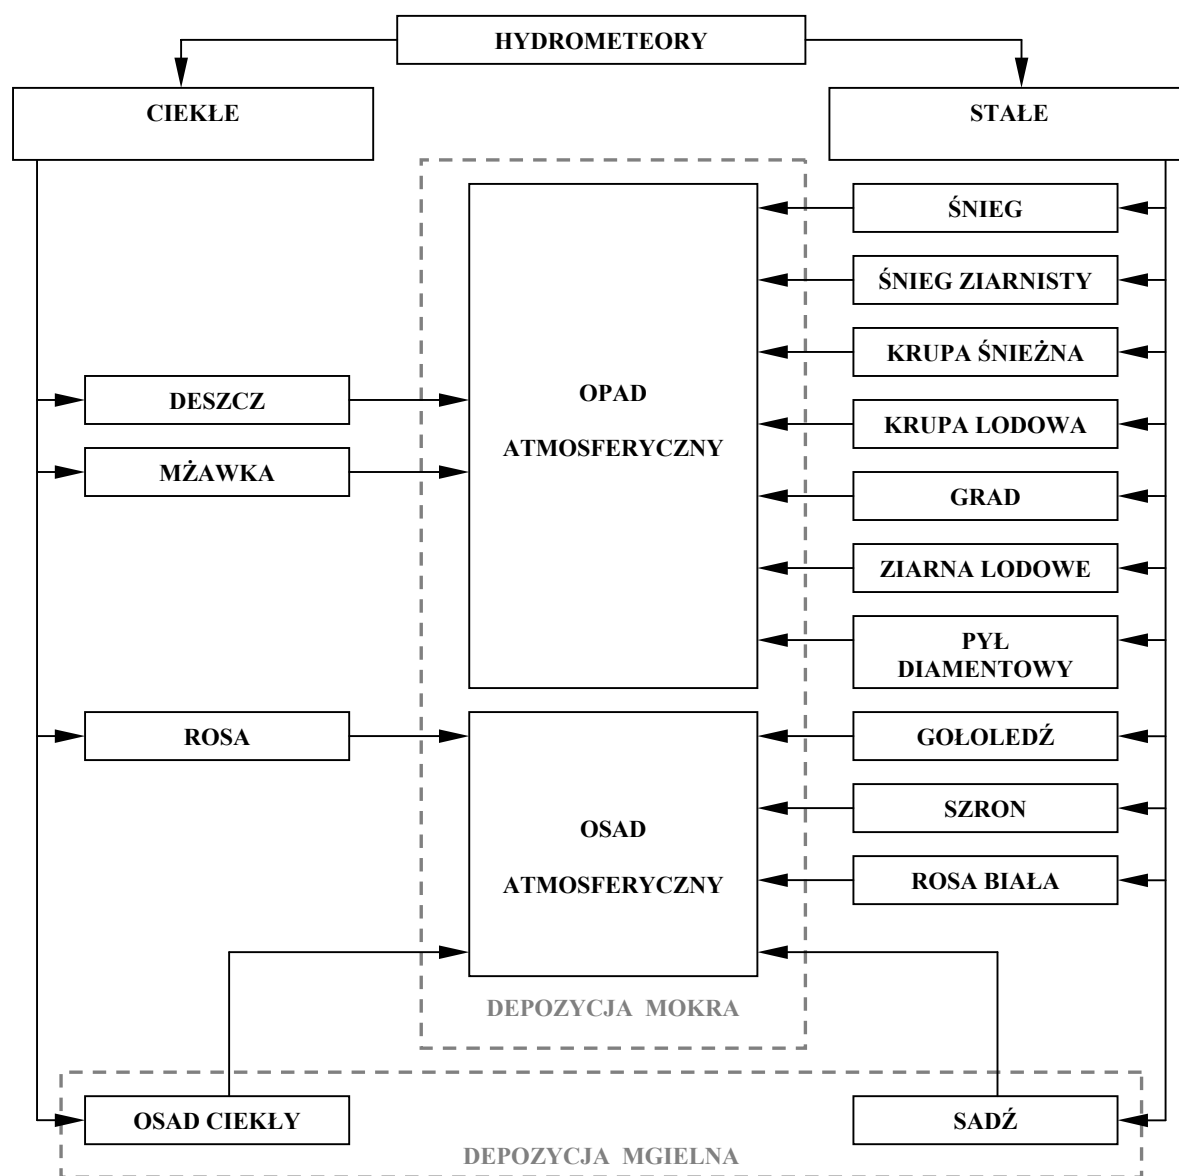 HYDROMETEORY
CIEKŁE
STAŁE
ŚNIEG
ŚNIEG ZIARNISTY
KRUPA ŚNIEŻNA
DESZCZ
OPAD
ATMOSFERYCZNY
KRUPA LODOWA
MŻAWKA
GRAD
ZIARNA LODOWE
PYŁ
DIAMENTOWY
ROSA
GOŁOLEDŹ
SZRON
OSAD
ATMOSFERYCZNY
ROSA BIAŁA
DEPOZYCJA MOKRA
OSAD CIEKŁY
SADŹ
DEPOZYCJA MGIELNA